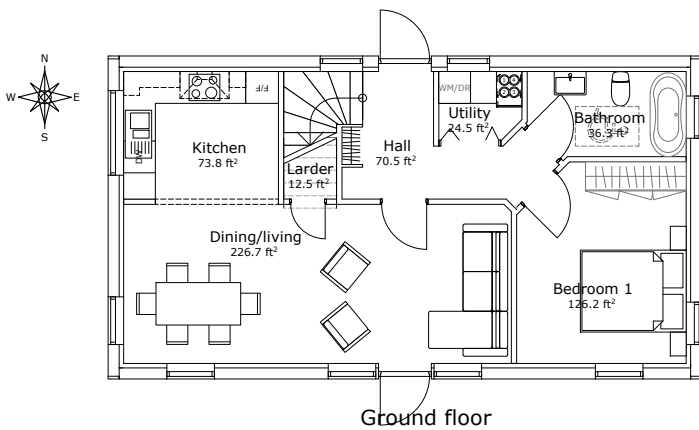 N
W E
S
F/F
WM/DR
Utility
24.5 ft²
Bathroom
36.3 ft²
Kitchen
73.8 ft²
Hall
70.5 ft²
DW
Larder
12.5 ft²
Dining/living
226.7 ft²
Bedroom 1
126.2 ft²
Ground floor